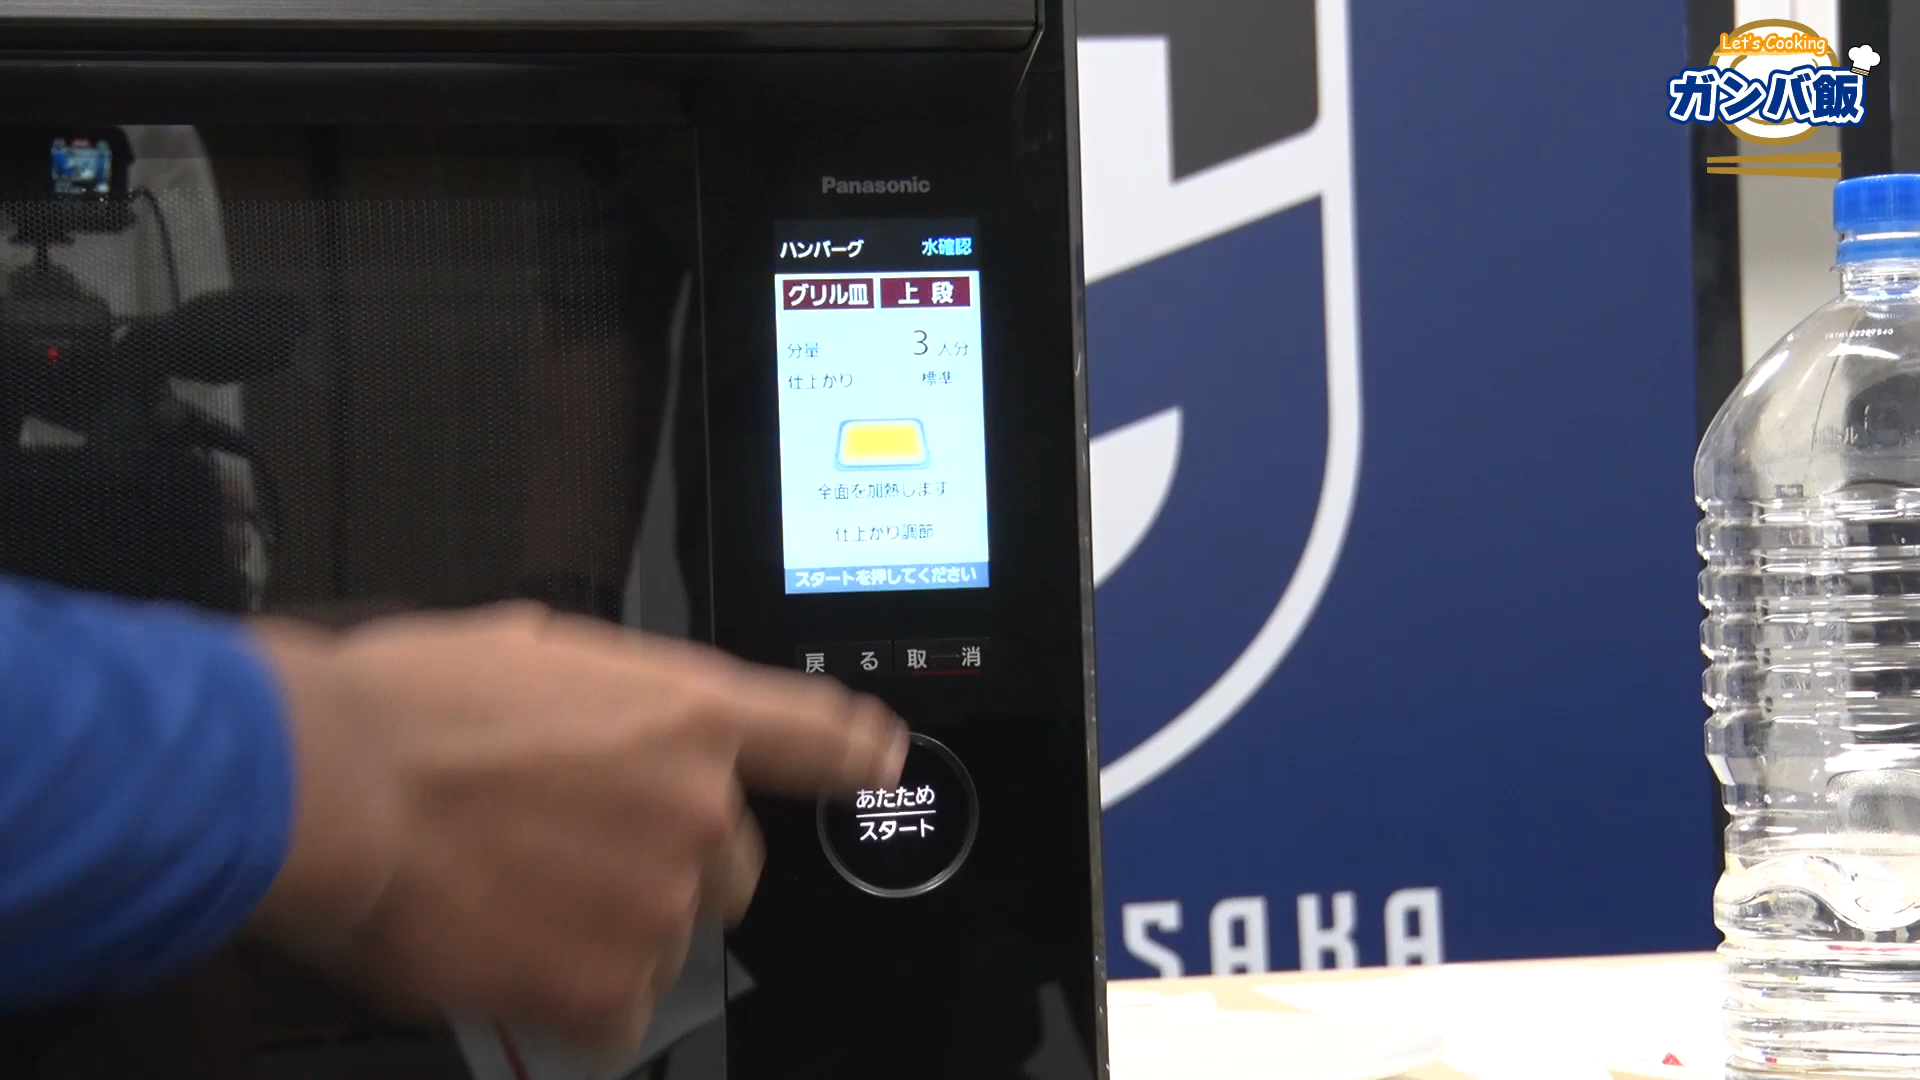 Let's Cooking
ガンバ飯
Panasonic
ハンバーグ 水確認
グリル皿 上段
分量 3人分
仕上がり 標準
全面を加熱します
仕上がり調節
スタートを押してください
戻る 取消
あたため
スタート
SAKA